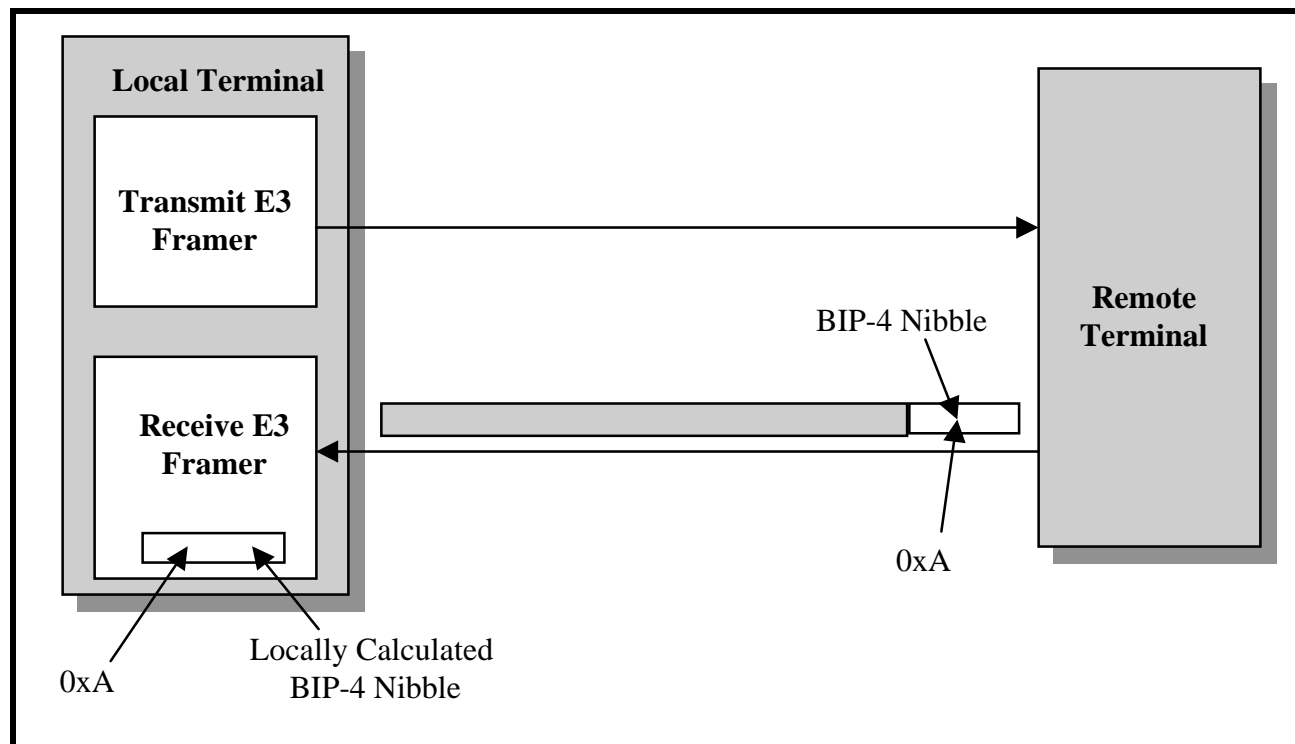 Local Terminal
Transmit E3
Framer
Remote
Terminal
BIP-4 Nibble
Receive E3
Framer
0xA
Locally Calculated
BIP-4 Nibble
0xA